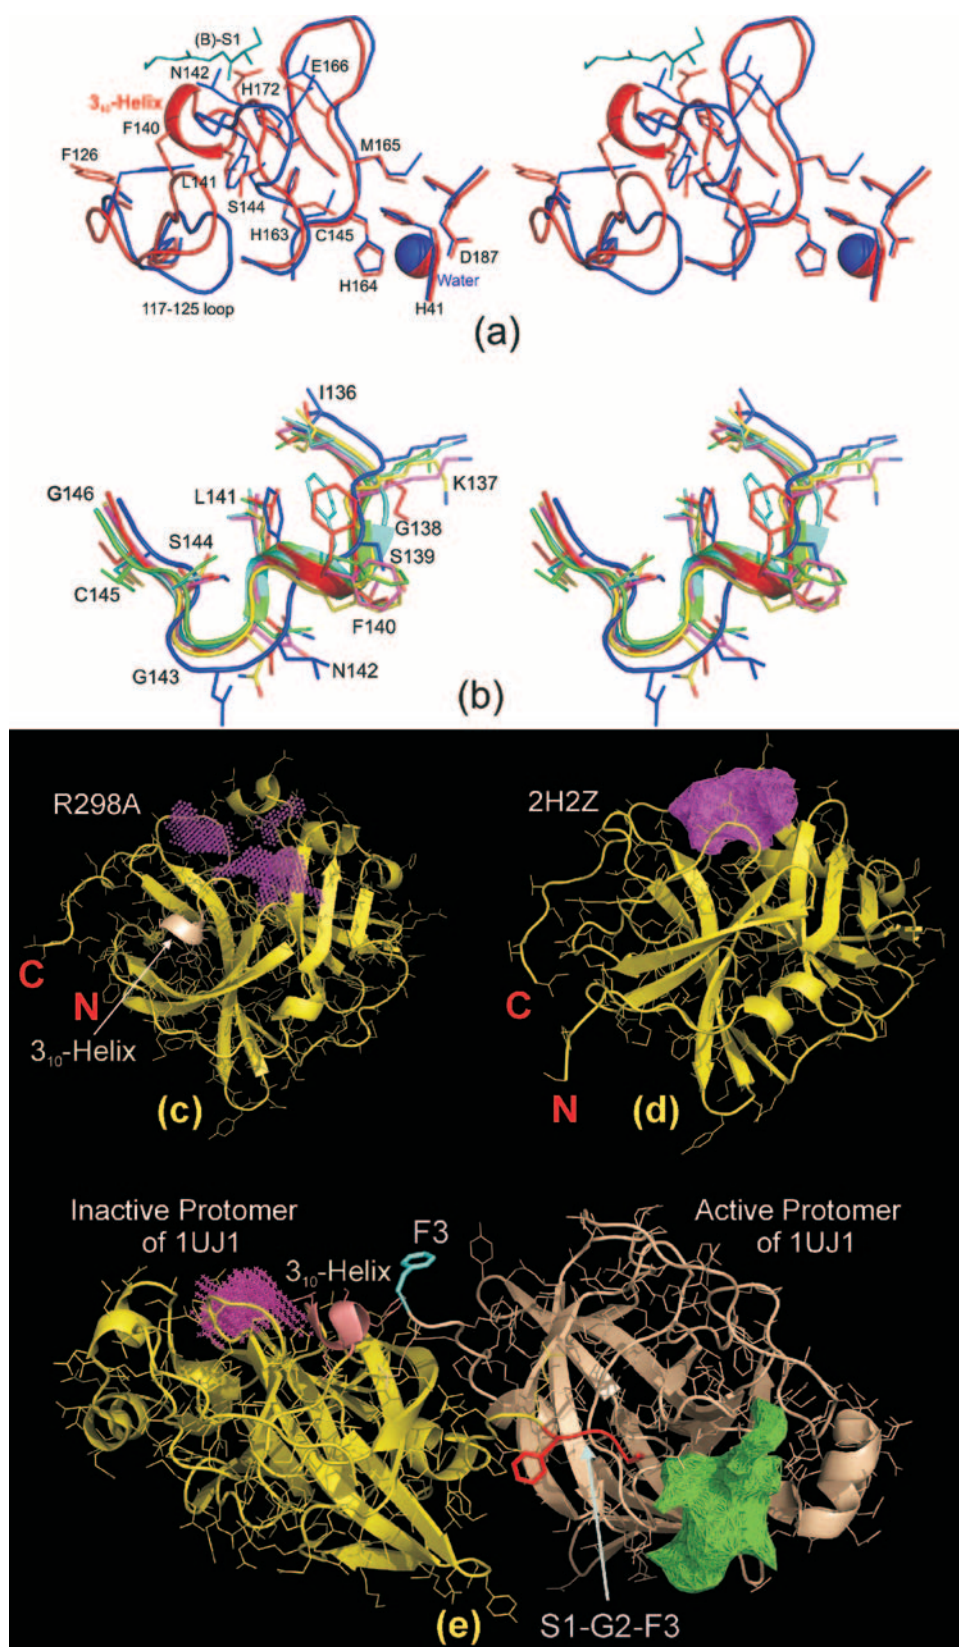 (B)-S1
N142
E166
H172
3₁₀-Helix
F140
F126
M165
L141
S144
H163
C145
D187
H164
Water
117-125 loop
H41
(a)
I136
G146
L141
K137
G138
S144
S139
C145
F140
G143
N142
(b)
R298A
2H2Z
C
N
3₁₀-Helix
(c)
C
N
(d)
Inactive Protomer
of 1UJ1
F3
Active Protomer
of 1UJ1
3₁₀-Helix
(e)
S1-G2-F3